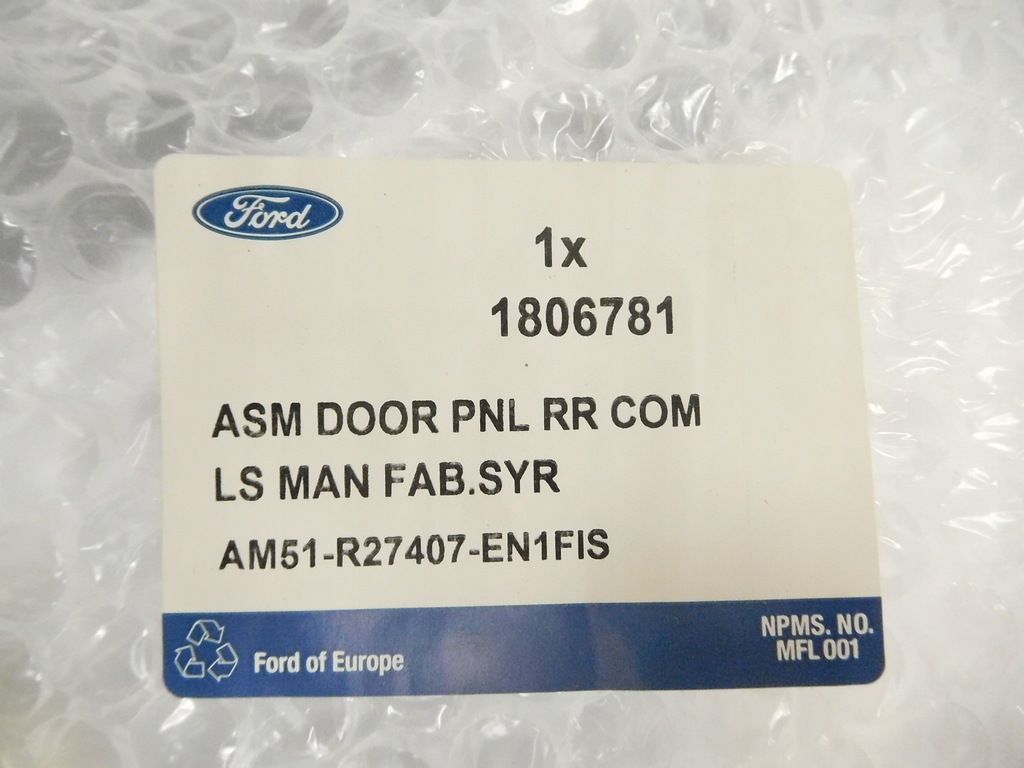 Ford
1x
1806781
ASM DOOR PNL RR COM
LS MAN FAB.SYR
AM51-R27407-EN1FIS
Ford of Europe
NPMS. NO.
MFL 001